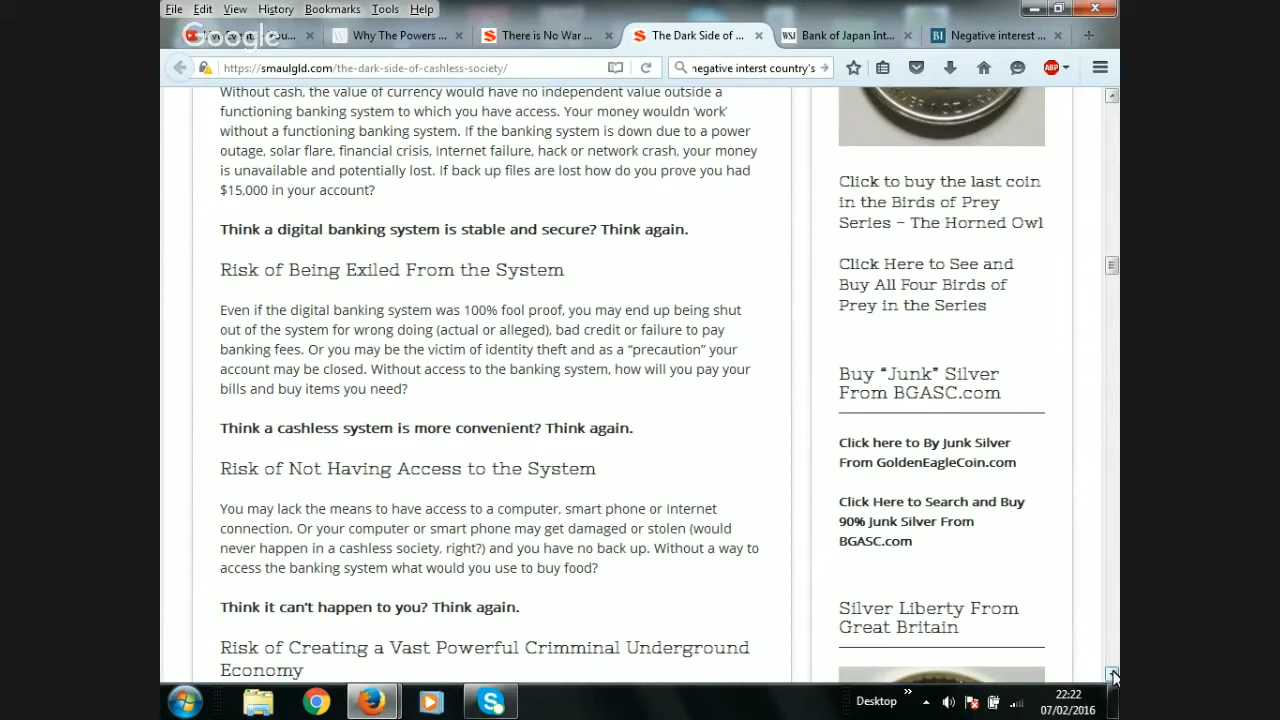 File Edit View History Bookmarks Tools Help
Google
Why The Powers ...
There is No War ...
The Dark Side of ...
WSJ Bank of Japan Int...
BI Negative interest ...
https://smaulgld.com/the-dark-side-of-cashless-society/
negative interst country's
ABP
Without cash, the value of currency would have no independent value outside a
functioning banking system to which you have access. Your money wouldn 'work'
without a functioning banking system. If the banking system is down due to a power
outage, solar flare, financial crisis, Internet failure, hack or network crash, your money
is unavailable and potentially lost. If back up files are lost how do you prove you had
$15,000 in your account?
Think a digital banking system is stable and secure? Think again.
Risk of Being Exiled From the System
Even if the digital banking system was 100% fool proof, you may end up being shut
out of the system for wrong doing (actual or alleged), bad credit or failure to pay
banking fees. Or you may be the victim of identity theft and as a “precaution” your
account may be closed. Without access to the banking system, how will you pay your
bills and buy items you need?
Think a cashless system is more convenient? Think again.
Risk of Not Having Access to the System
You may lack the means to have access to a computer, smart phone or Internet
connection. Or your computer or smart phone may get damaged or stolen (would
never happen in a cashless society, right?) and you have no back up. Without a way to
access the banking system what would you use to buy food?
Think it can't happen to you? Think again.
Risk of Creating a Vast Powerful Crimminal Underground
Economy
Click to buy the last coin
in the Birds of Prey
Series – The Horned Owl
Click Here to See and
Buy All Four Birds of
Prey in the Series
Buy “Junk” Silver
From BGASC.com
Click here to By Junk Silver
From GoldenEagleCoin.com
Click Here to Search and Buy
90% Junk Silver From
BGASC.com
Silver Liberty From
Great Britain
Desktop
22:22
07/02/2016